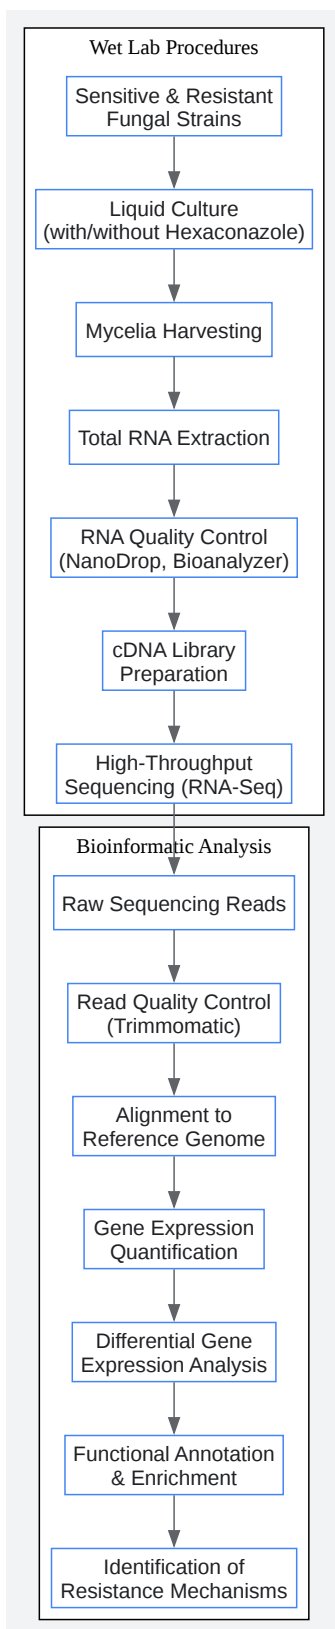 Wet Lab Procedures
Sensitive & Resistant
Fungal Strains
Liquid Culture
(with/without Hexaconazole)
Mycelia Harvesting
Total RNA Extraction
RNA Quality Control
(NanoDrop, Bioanalyzer)
cDNA Library
Preparation
High-Throughput
Sequencing (RNA-Seq)
Bioinformatic Analysis
Raw Sequencing Reads
Read Quality Control
(Trimmomatic)
Alignment to
Reference Genome
Gene Expression
Quantification
Differential Gene
Expression Analysis
Functional Annotation
& Enrichment
Identification of
Resistance Mechanisms